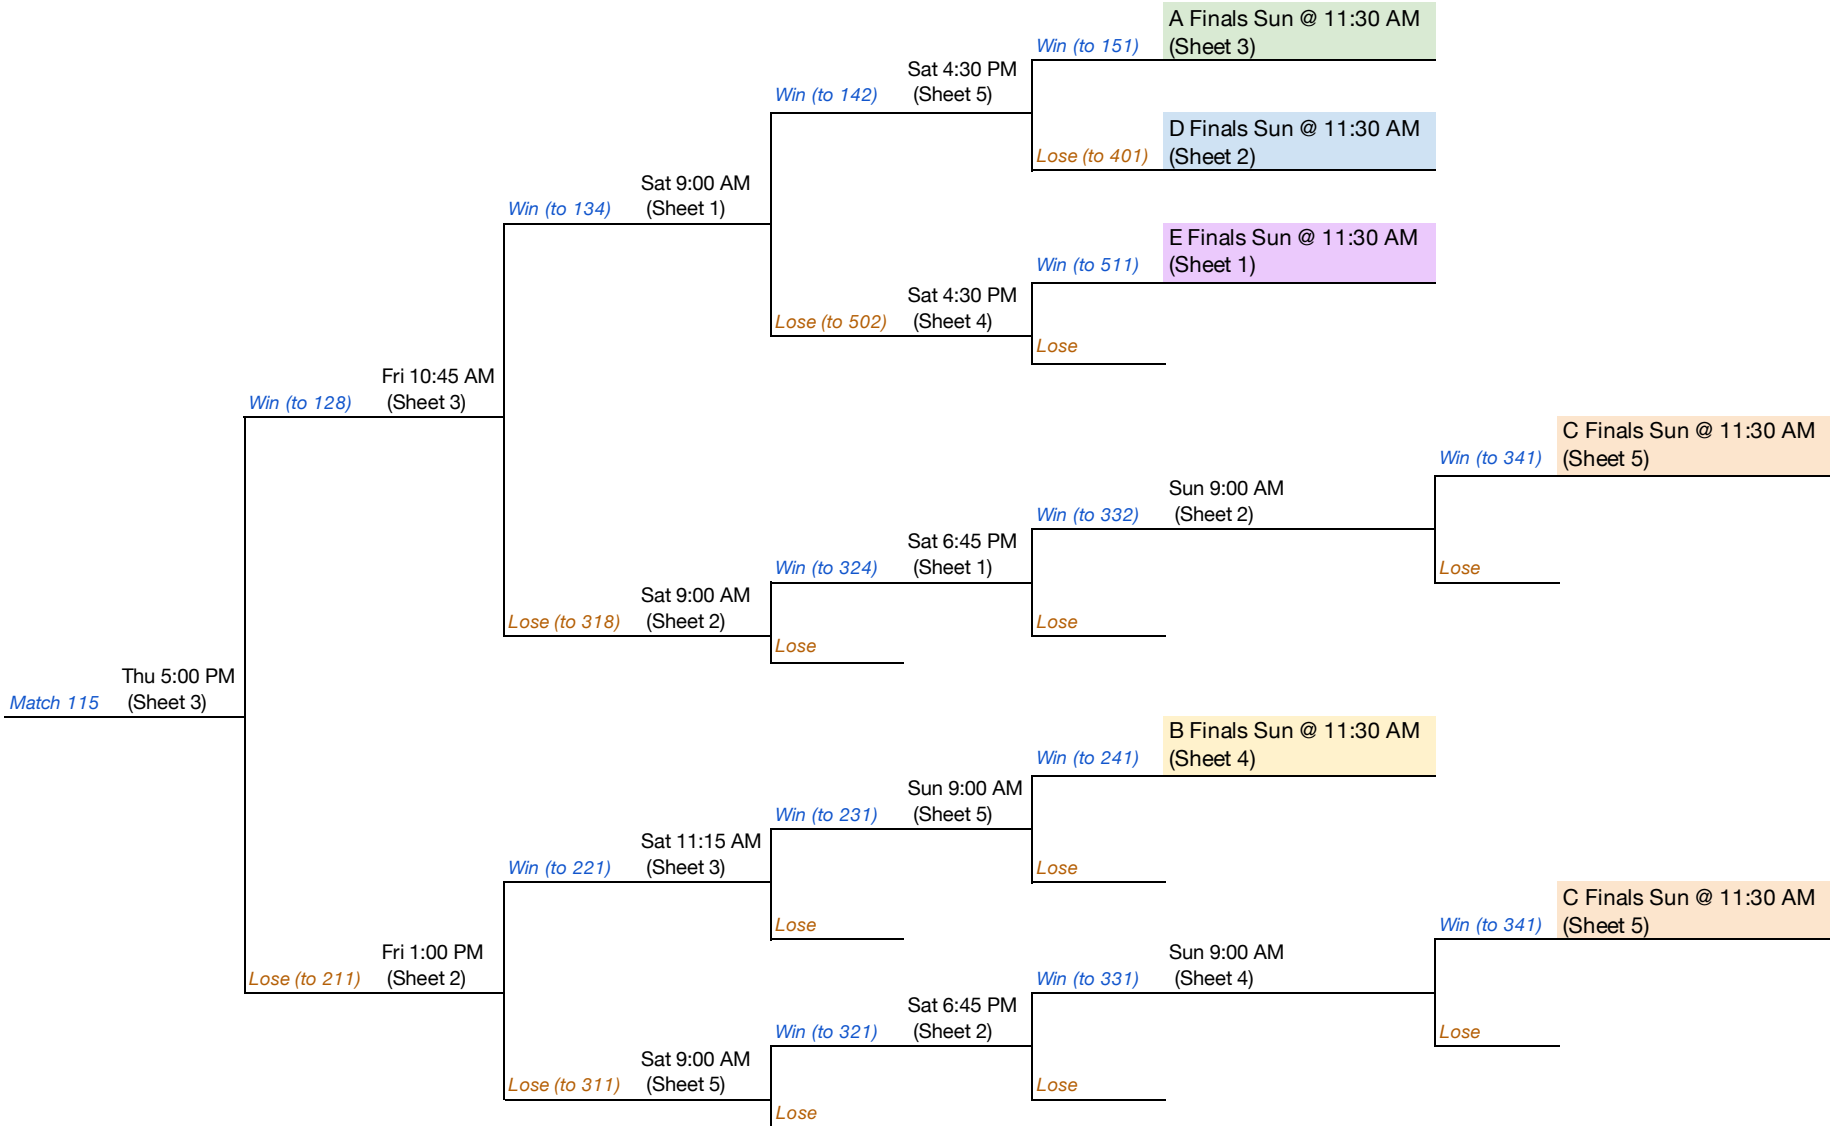 A Finals Sun @ 11:30 AM
Win (to 151)
(Sheet 3)
Sat 4:30 PM
Win (to 142)
(Sheet 5)
D Finals Sun @ 11:30 AM
Lose (to 401)
(Sheet 2)
Sat 9:00 AM
Win (to 134)
(Sheet 1)
E Finals Sun @ 11:30 AM
Win (to 511)
(Sheet 1)
Sat 4:30 PM
Lose (to 502)
(Sheet 4)
Lose
Fri 10:45 AM
Win (to 128)
(Sheet 3)
C Finals Sun @ 11:30 AM
Win (to 341)
(Sheet 5)
Sun 9:00 AM
Win (to 332)
(Sheet 2)
Sat 6:45 PM
Win (to 324)
(Sheet 1)
Lose
Sat 9:00 AM
Lose (to 318)
(Sheet 2)
Lose
Lose
Thu 5:00 PM
Match 115
(Sheet 3)
B Finals Sun @ 11:30 AM
Win (to 241)
(Sheet 4)
Sun 9:00 AM
Win (to 231)
(Sheet 5)
Sat 11:15 AM
Win (to 221)
(Sheet 3)
Lose
Lose
C Finals Sun @ 11:30 AM
Win (to 341)
(Sheet 5)
Fri 1:00 PM
Lose (to 211)
(Sheet 2)
Sun 9:00 AM
Win (to 331)
(Sheet 4)
Sat 6:45 PM
Win (to 321)
(Sheet 2)
Lose
Sat 9:00 AM
Lose (to 311)
(Sheet 5)
Lose
Lose